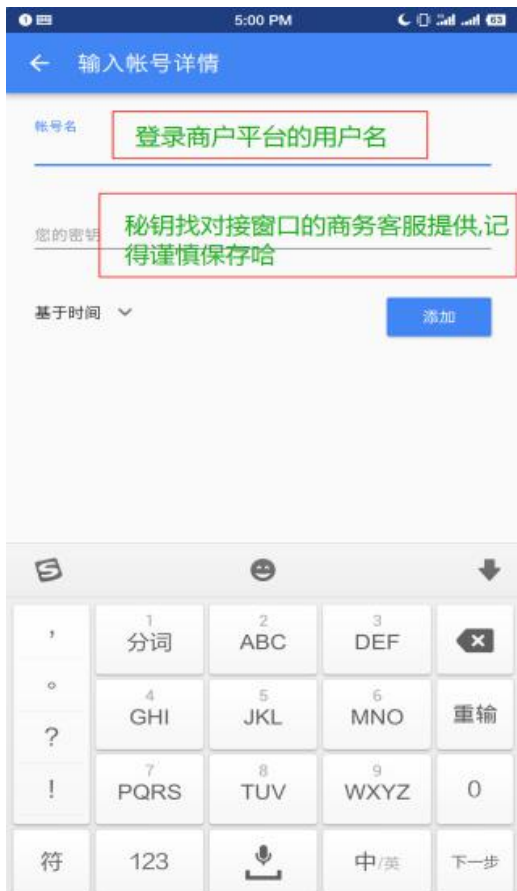 5:00 PM
63
输入帐号详情
帐号名
登录商户平台的用户名
您的密钥
秘钥找对接窗口的商务客服提供,记
得谨慎保存哈
基于时间
添加
,
。
?
!
1
分词
2
ABC
3
DEF
4
GHI
5
JKL
6
MNO
重输
7
PQRS
8
TUV
9
WXYZ
0
符
123
中/英
下一步